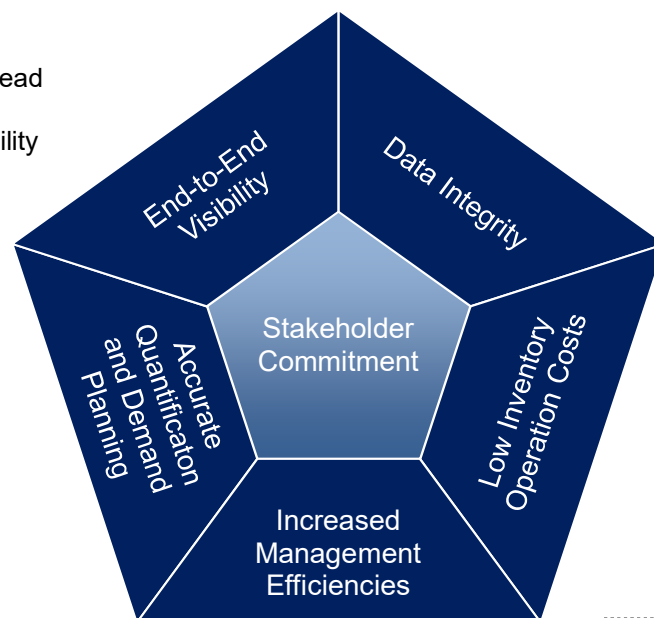 ead
ility
End-to-End
Visibility
Data Integrity
Stakeholder
Commitment
Accurate
Quantificaton
and Demand
Planning
Low Inventory
Operation Costs
Increased
Management
Efficiencies